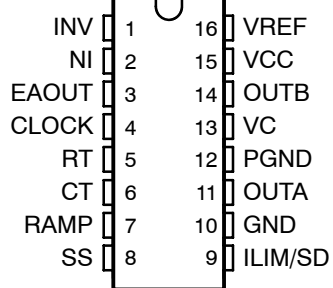 INV 1 16 VREF
NI 2 15 VCC
EAOUT 3 14 OUTB
CLOCK 4 13 VC
RT 5 12 PGND
CT 6 11 OUTA
RAMP 7 10 GND
SS 8 9 ILIM/SD